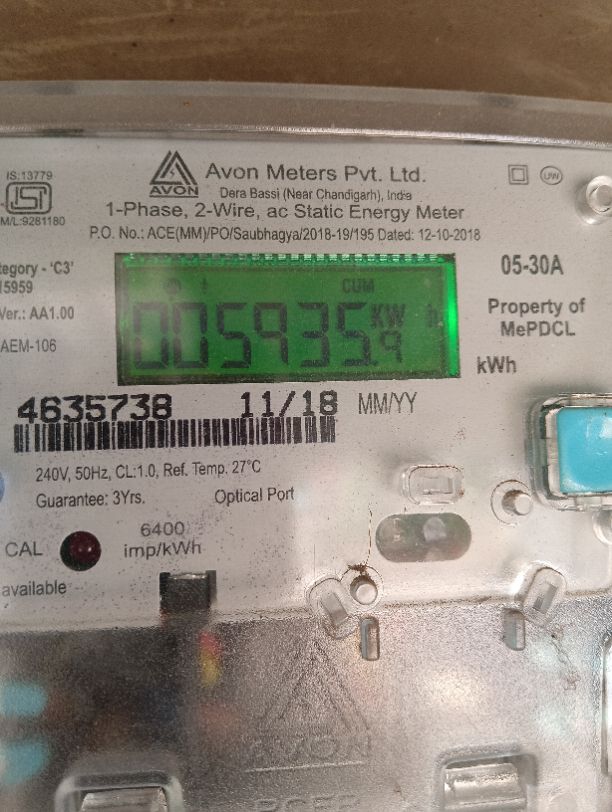 IS:13779
ISI
M/L:9281180
AVON
Avon Meters Pvt. Ltd.
Dera Bassi (Near Chandigarh), India
UW
1-Phase, 2-Wire, ac Static Energy Meter
P.O. No.: ACE(MM)/PO/Saubhagya/2018-19/195 Dated: 12-10-2018
tegory - 'C3'
15959
Ver.: AA1.00
AEM-106
CUM
005935.9 KW h
05-30A
Property of
MePDCL
kWh
4635738 11/18 MM/YY
240V, 50Hz, CL:1.0, Ref. Temp. 27°C
Guarantee: 3Yrs. Optical Port
CAL
6400
imp/kWh
available
AVON